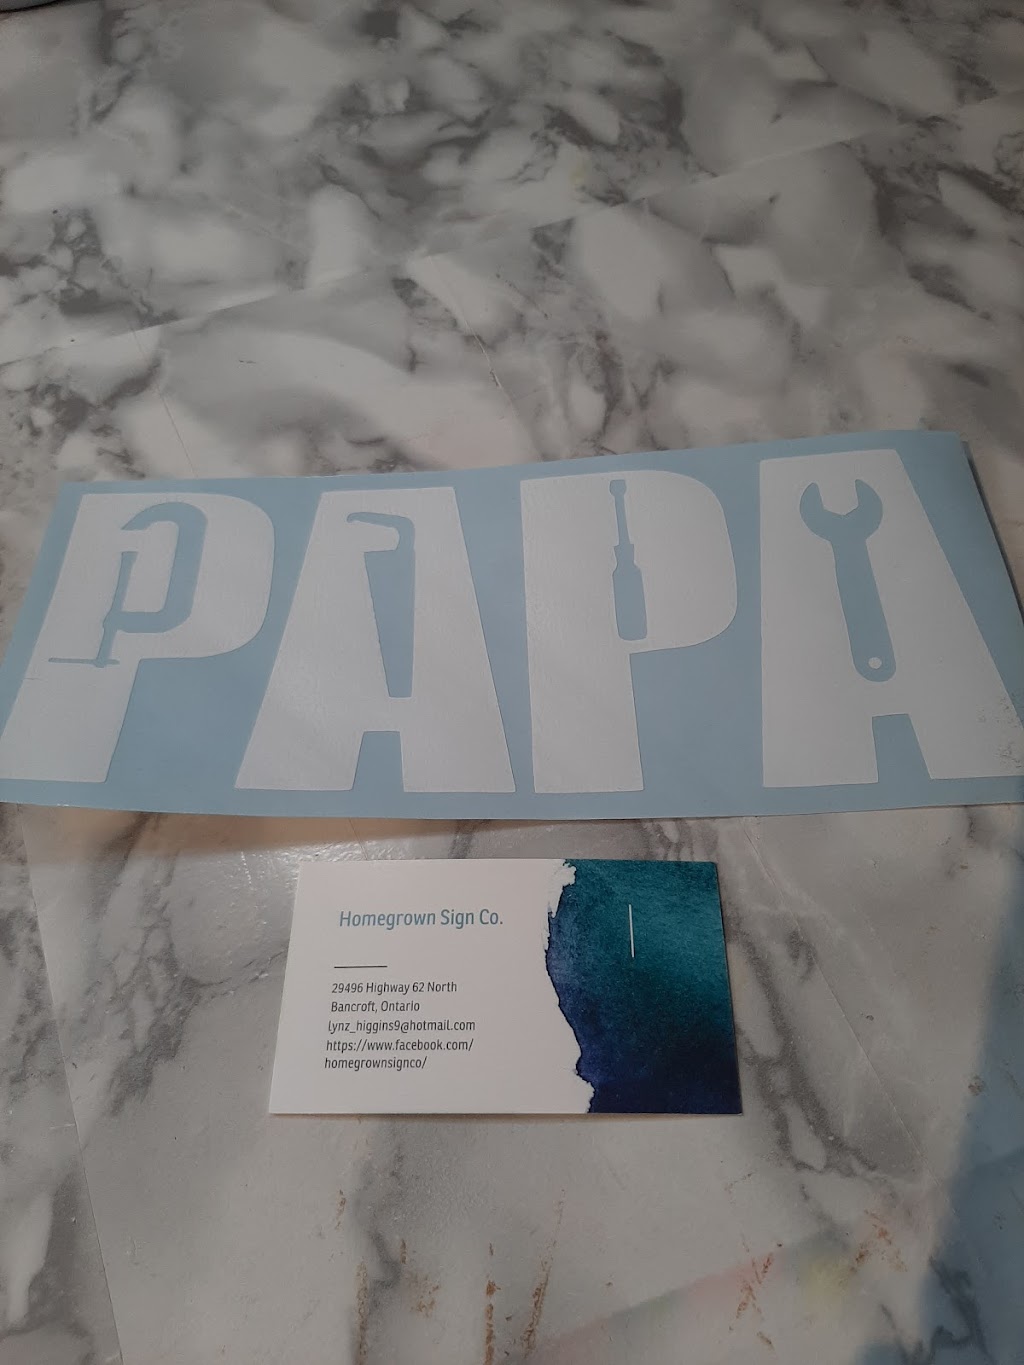 PAPA
Homegrown Sign Co.
29496 Highway 62 North
Bancroft, Ontario
lynz_higgins9@hotmail.com
https://www.facebook.com/
homegrownsignco/